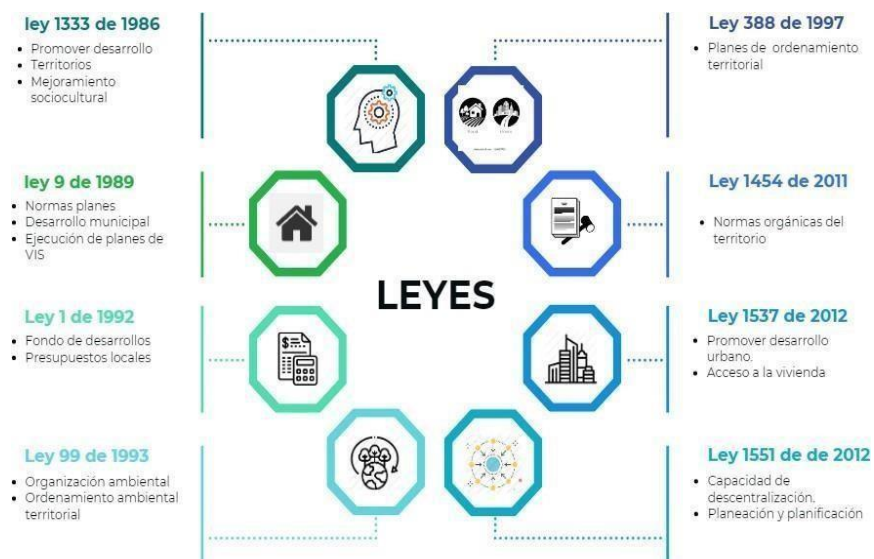 ley 1333 de 1986
• Promover desarrollo
• Territorios
• Mejoramiento
sociocultural
ley 9 de 1989
• Normas planes
• Desarrollo municipal
• Ejecución de planes de
VIS
Ley 1 de 1992
• Fondo de desarrollos
• Presupuestos locales
Ley 99 de 1993
• Organización ambiental
• Ordenamiento ambiental
territorial
LEYES
Ley 388 de 1997
• Planes de ordenamiento
territorial
Ley 1454 de 2011
• Normas orgánicas del
territorio
Ley 1537 de 2012
• Promover desarrollo
urbano.
• Acceso a la vivienda
Ley 1551 de de 2012
• Capacidad de
descentralización.
• Planeación y planificación